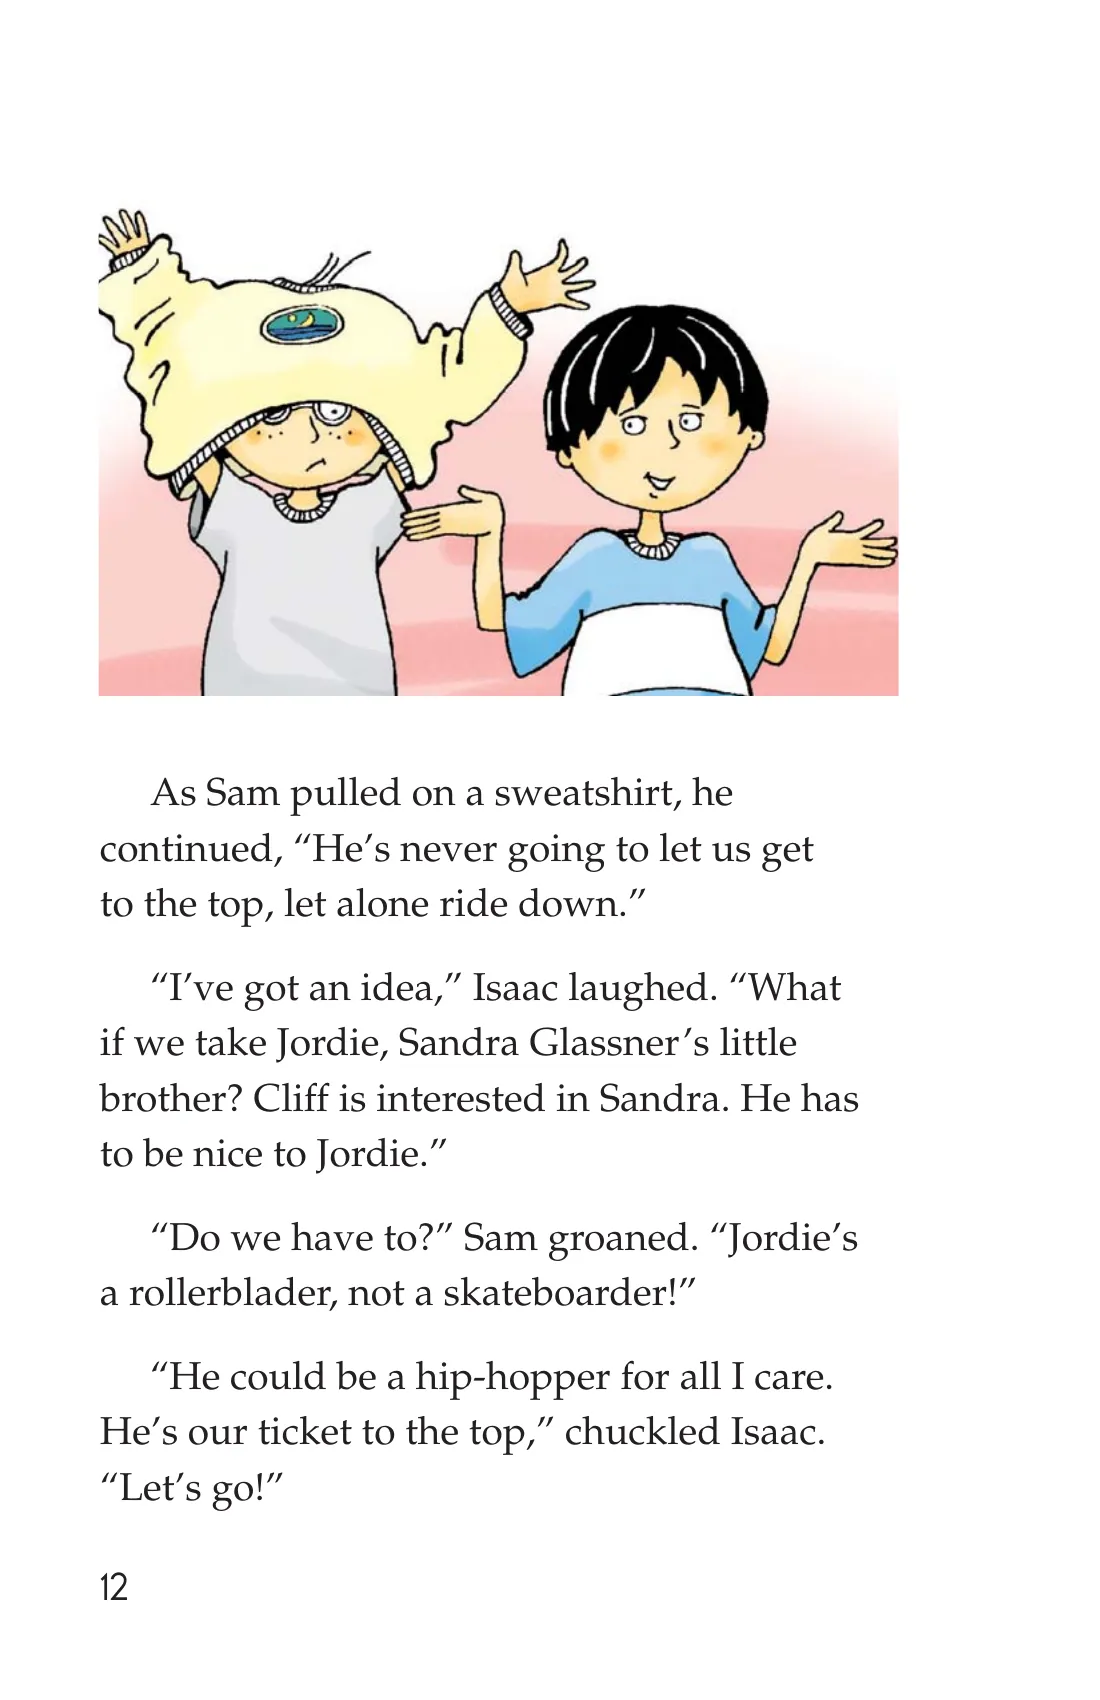 As Sam pulled on a sweatshirt, he
continued, “He’s never going to let us get
to the top, let alone ride down.”
“I’ve got an idea,” Isaac laughed. “What
if we take Jordie, Sandra Glassner’s little
brother? Cliff is interested in Sandra. He has
to be nice to Jordie.”
“Do we have to?” Sam groaned. “Jordie’s
a rollerblader, not a skateboarder!”
“He could be a hip-hopper for all I care.
He’s our ticket to the top,” chuckled Isaac.
“Let’s go!”
12